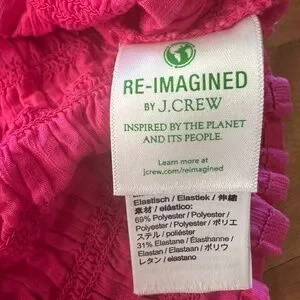 RE-IMAGINED
BY J.CREW
INSPIRED BY THE PLANET
AND ITS PEOPLE.
Learn more at
jcrew.com/reimagined
Elastisch / Elastiek / 伸縮
素材 / elástico:
69% Polyester / Polyester /
Polyester / Polyester / ポリエ
ステル / poliéster
31% Elastane / Élasthanne /
Elastan / Elastaan / ポリウ
レタン / elastano